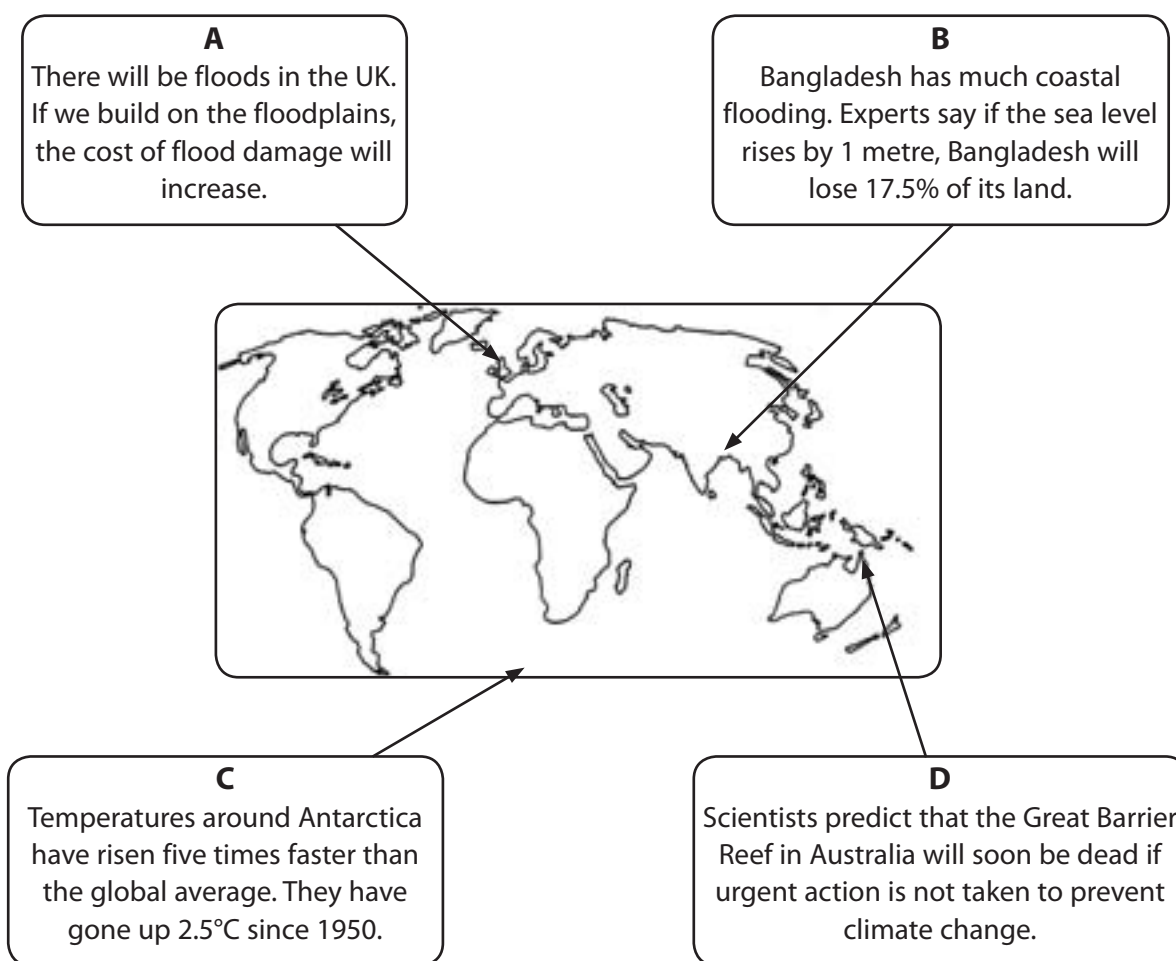 A
There will be floods in the UK.
If we build on the floodplains,
the cost of flood damage will
increase.
B
Bangladesh has much coastal
flooding. Experts say if the sea level
rises by 1 metre, Bangladesh will
lose 17.5% of its land.
C
Temperatures around Antarctica
have risen five times faster than
the global average. They have
gone up 2.5°C since 1950.
D
Scientists predict that the Great Barrier
Reef in Australia will soon be dead if
urgent action is not taken to prevent
climate change.